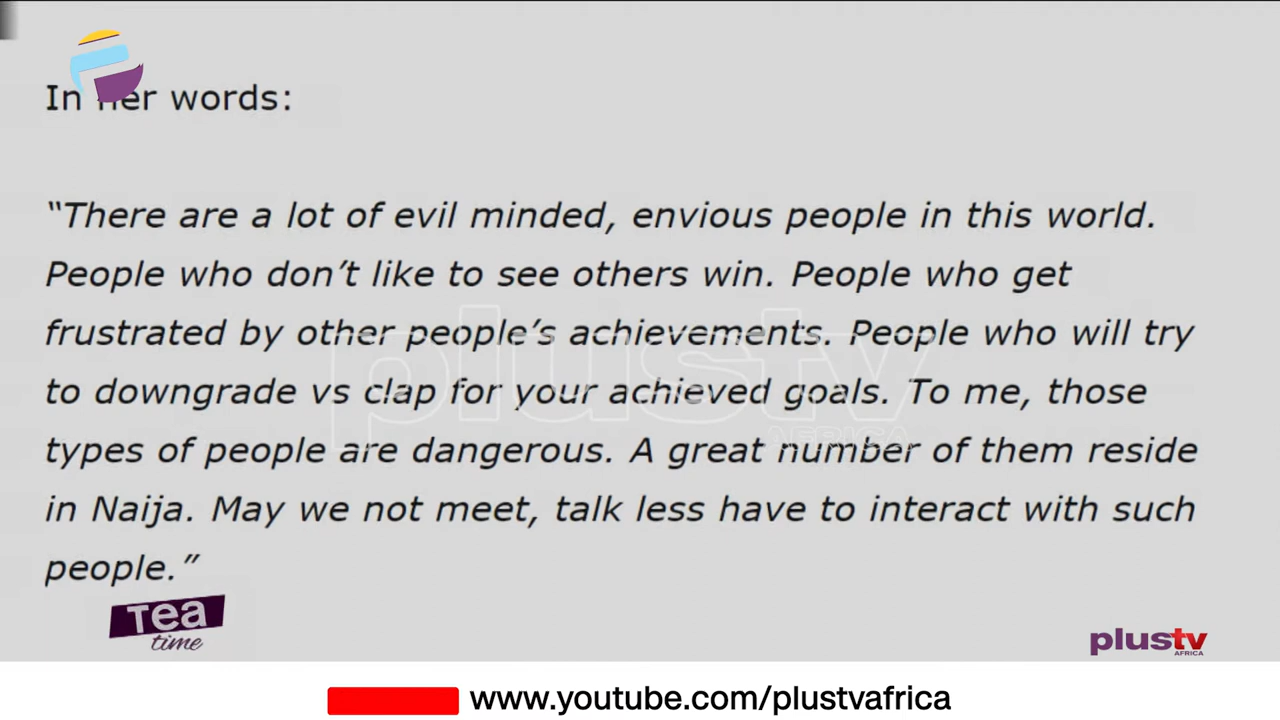 In her words:
“There are a lot of evil minded, envious people in this world.
People who don’t like to see others win. People who get
frustrated by other people’s achievements. People who will try
to downgrade vs clap for your achieved goals. To me, those
types of people are dangerous. A great number of them reside
in Naija. May we not meet, talk less have to interact with such
people.”
plustv
AFRICA
Tea
time
plustv
AFRICA
www.youtube.com/plustvafrica